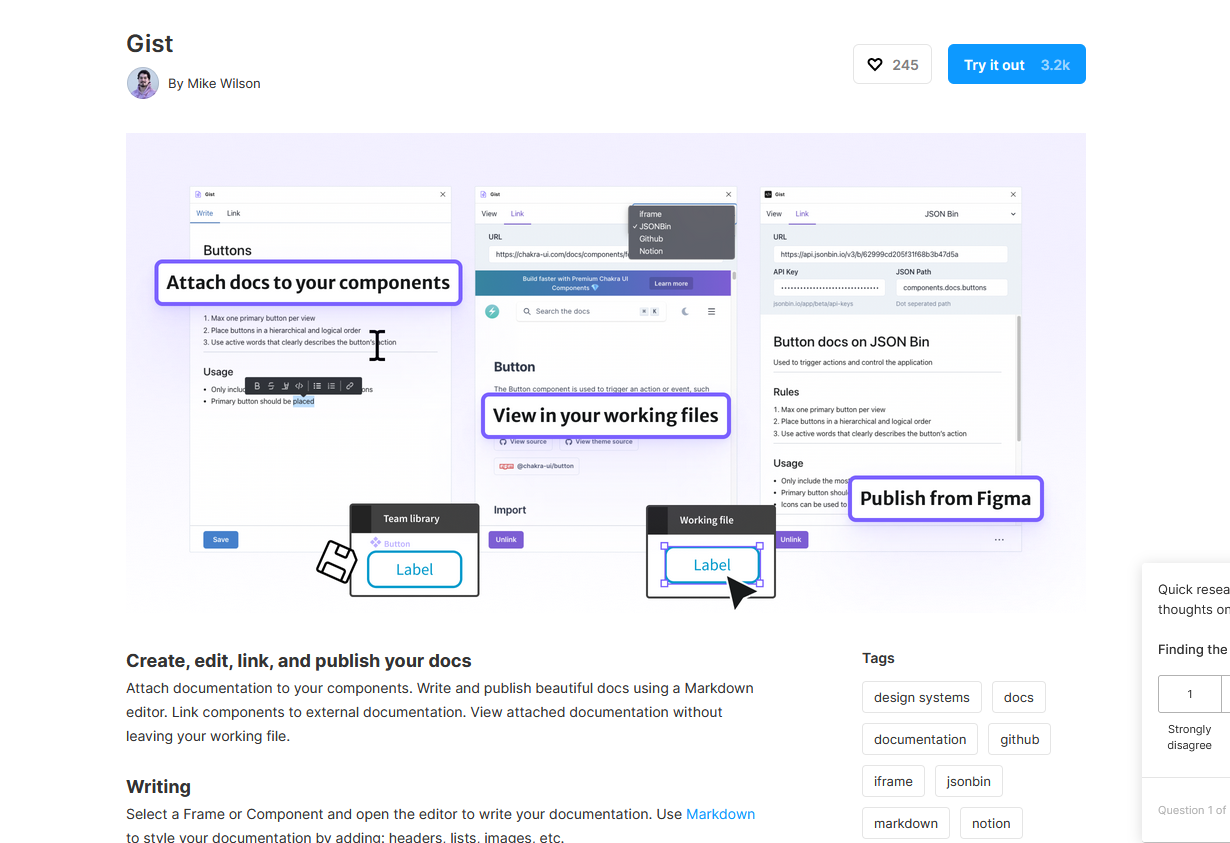 Gist
By Mike Wilson
245
Try it out 3.2k
Gist
Write Link
Buttons
Attach docs to your components
1. Max one primary button per view
2. Place buttons in a hierarchical and logical order
3. Use active words that clearly describes the button's action
Usage
• Only inclu
ons
• Primary button should be placed
Save
Team library
Button
Label
Gist
View Link
iframe
✓ JSONBin
Github
Notion
URL
https://chakra-ui.com/docs/components/f
Build faster with Premium Chakra UI
Components 💎
Learn more
Search the docs
K
Button
The Button component is used to trigger an action or event, such
View in your working files
View source View theme source
npm @chakra-ui/button
Import
Unlink
Working file
Label
Gist
View Link JSON Bin
URL
https://api.jsonbin.io/v3/b/62999cd205f31f68b3b47d5a
API Key JSON Path
components.docs.buttons
jsonbin.io/app/beta/api-keys Dot seperated path
Button docs on JSON Bin
Used to trigger actions and control the application
Rules
1. Max one primary button per view
2. Place buttons in a hierarchical and logical order
3. Use active words that clearly describes the button's action
Usage
• Only include the mos
• Primary button shoul
• Icons can be used to
Publish from Figma
Unlink
Create, edit, link, and publish your docs
Attach documentation to your components. Write and publish beautiful docs using a Markdown
editor. Link components to external documentation. View attached documentation without
leaving your working file.
Writing
Select a Frame or Component and open the editor to write your documentation. Use Markdown
to style your documentation by adding: headers, lists, images, etc.
Tags
design systems docs
documentation github
iframe jsonbin
markdown notion
Quick resea
thoughts on
Finding the
1
Strongly
disagree
Question 1 of